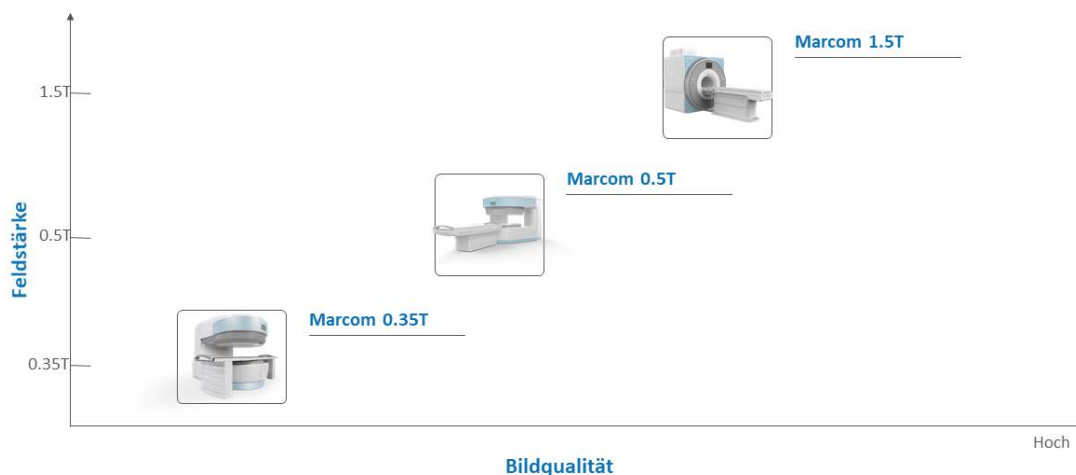 Marcom 1.5T
1.5T
Marcom 0.5T
0.5T
Feldstärke
Marcom 0.35T
0.35T
Hoch
Bildqualität